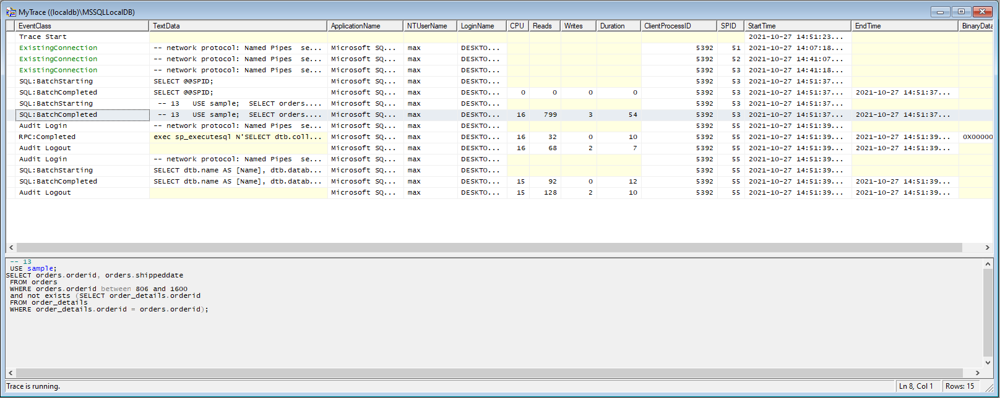 MyTrace ((localdb)\MSSQLLocalDB)
EventClass TextData ApplicationName NTUserName LoginName CPU Reads Writes Duration ClientProcessID SPID StartTime EndTime BinaryData
Trace Start 2021-10-27 14:51:23...
ExistingConnection -- network protocol: Named Pipes se... Microsoft SQ... max DESKTO... 5392 51 2021-10-27 14:07:18...
ExistingConnection -- network protocol: Named Pipes se... Microsoft SQ... max DESKTO... 5392 52 2021-10-27 14:41:07...
ExistingConnection -- network protocol: Named Pipes se... Microsoft SQ... max DESKTO... 5392 53 2021-10-27 14:41:18...
SQL:BatchStarting SELECT @@SPID; Microsoft SQ... max DESKTO... 5392 53 2021-10-27 14:51:37...
SQL:BatchCompleted SELECT @@SPID; Microsoft SQ... max DESKTO... 0 0 0 0 5392 53 2021-10-27 14:51:37... 2021-10-27 14:51:37...
SQL:BatchStarting -- 13 USE sample; SELECT orders.... Microsoft SQ... max DESKTO... 5392 53 2021-10-27 14:51:37...
SQL:BatchCompleted -- 13 USE sample; SELECT orders.... Microsoft SQ... max DESKTO... 16 799 3 54 5392 53 2021-10-27 14:51:37... 2021-10-27 14:51:37...
Audit Login -- network protocol: Named Pipes se... Microsoft SQ... max DESKTO... 5392 55 2021-10-27 14:51:39...
RPC:Completed exec sp_executesql N'SELECT dtb.coll... Microsoft SQ... max DESKTO... 16 32 0 10 5392 55 2021-10-27 14:51:39... 2021-10-27 14:51:39... 0X00000
Audit Logout Microsoft SQ... max DESKTO... 16 68 2 7 5392 55 2021-10-27 14:51:39... 2021-10-27 14:51:39...
Audit Login -- network protocol: Named Pipes se... Microsoft SQ... max DESKTO... 5392 55 2021-10-27 14:51:39...
SQL:BatchStarting SELECT dtb.name AS [Name], dtb.datab... Microsoft SQ... max DESKTO... 5392 55 2021-10-27 14:51:39...
SQL:BatchCompleted SELECT dtb.name AS [Name], dtb.datab... Microsoft SQ... max DESKTO... 15 92 0 12 5392 55 2021-10-27 14:51:39... 2021-10-27 14:51:39...
Audit Logout Microsoft SQ... max DESKTO... 15 128 2 10 5392 55 2021-10-27 14:51:39... 2021-10-27 14:51:39...
-- 13
USE sample;
SELECT orders.orderid, orders.shippeddate
FROM orders
WHERE orders.orderid between 806 and 1600
and not exists (SELECT order_details.orderid
FROM order_details
WHERE order_details.orderid = orders.orderid);
Trace is running. Ln 8, Col 1 Rows: 15